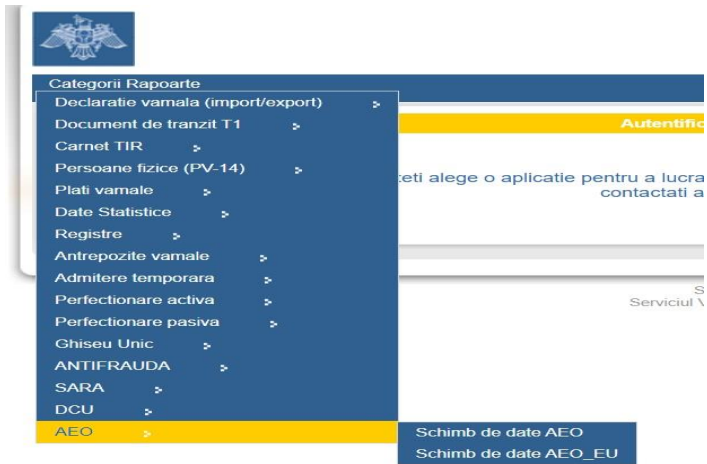 Categorii Rapoarte
Declaratie vamala (import/export)
Document de tranzit T1
Autentific
Carnet TIR
Persoane fizice (PV-14)
eti alege o aplicatie pentru a lucra
Plati vamale
contactati a
Date Statistice
Registre
Antrepozite vamale
Admitere temporara
S
Perfectionare activa
Serviciul V
Perfectionare pasiva
Ghiseu Unic
ANTIFRAUDA
SARA
DCU
AEO
Schimb de date AEO
Schimb de date AEO_EU